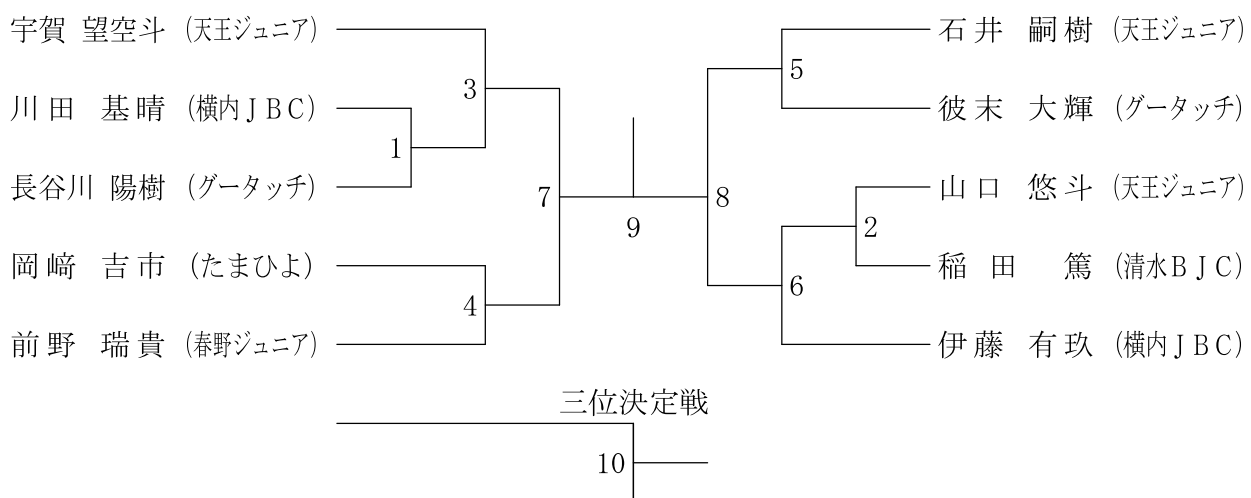 宇賀 望空斗 (天王ジュニア)
3
川田 基晴 (横内JBC)
1
長谷川 陽樹 (グータッチ)
7
岡﨑 吉市 (たまひよ)
4
前野 瑞貴 (春野ジュニア)
9
石井 嗣樹 (天王ジュニア)
5
彼末 大輝 (グータッチ)
8
山口 悠斗 (天王ジュニア)
2
稲田 篤 (清水BJC)
6
伊藤 有玖 (横内JBC)
三位決定戦
10